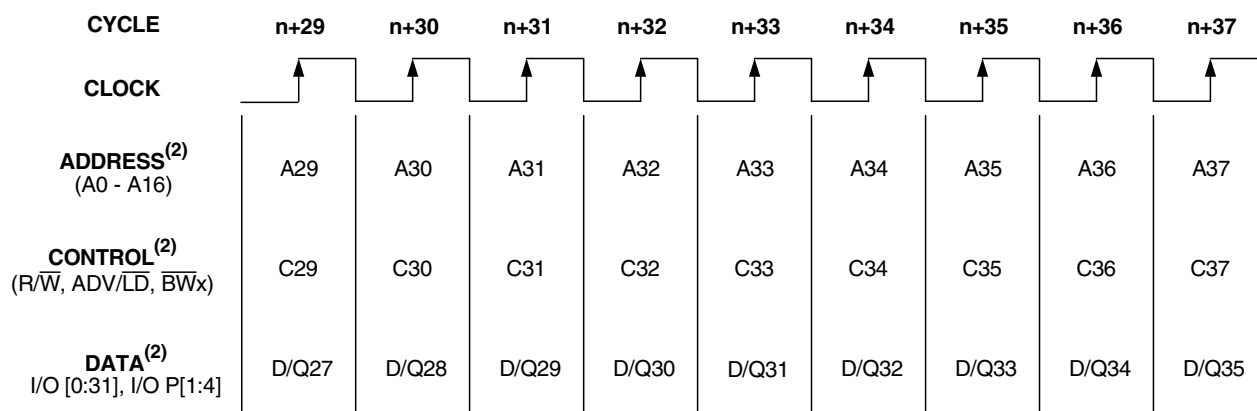 CYCLE n+29 n+30 n+31 n+32 n+33 n+34 n+35 n+36 n+37
CLOCK
ADDRESS(2)
(A0 - A16) A29 A30 A31 A32 A33 A34 A35 A36 A37
CONTROL(2)
(R/W̅, ADV/L̅D̅, B̅W̅x) C29 C30 C31 C32 C33 C34 C35 C36 C37
DATA(2)
I/O [0:31], I/O P[1:4] D/Q27 D/Q28 D/Q29 D/Q30 D/Q31 D/Q32 D/Q33 D/Q34 D/Q35